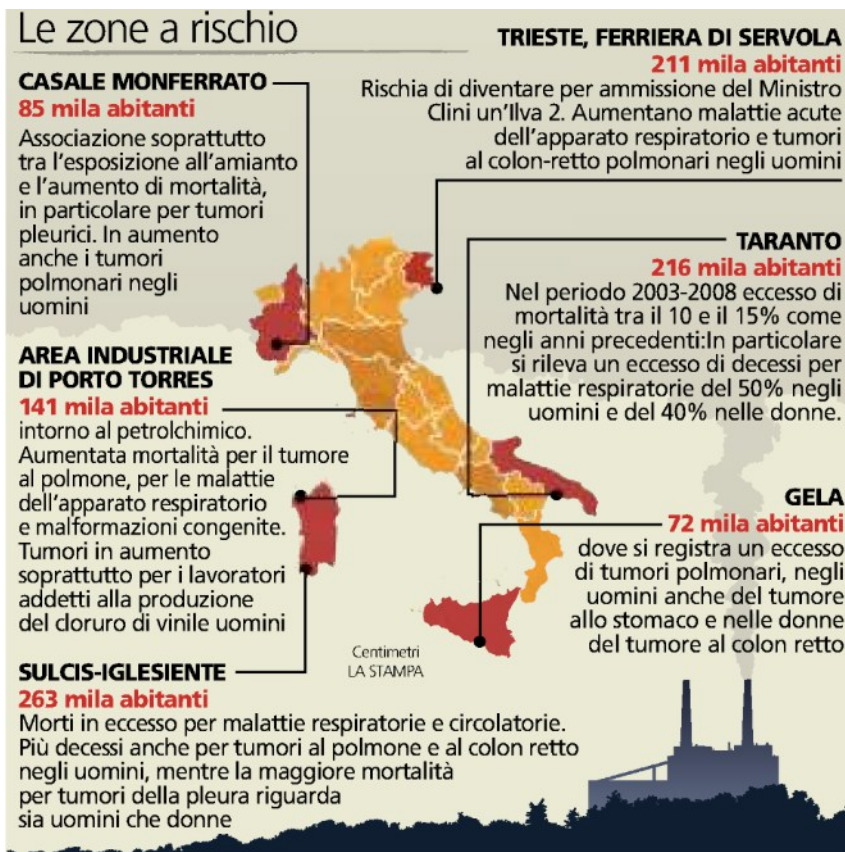 Le zone a rischio
CASALE MONFERRATO
85 mila abitanti
Associazione soprattutto
tra l'esposizione all'amianto
e l'aumento di mortalità,
in particolare per tumori
pleurici. In aumento
anche i tumori
polmonari negli
uomini
AREA INDUSTRIALE
DI PORTO TORRES
141 mila abitanti
intorno al petrolchimico.
Aumentata mortalità per il tumore
al polmone, per le malattie
dell'apparato respiratorio
e malformazioni congenite.
Tumori in aumento
soprattutto per i lavoratori
addetti alla produzione
del cloruro di vinile uomini
SULCIS-IGLESIENTE
263 mila abitanti
Morti in eccesso per malattie respiratorie e circolatorie.
Più decessi anche per tumori al polmone e al colon retto
negli uomini, mentre la maggiore mortalità
per tumori della pleura riguarda
sia uomini che donne
TRIESTE, FERRIERA DI SERVOLA
211 mila abitanti
Rischia di diventare per ammissione del Ministro
Clini un'Ilva 2. Aumentano malattie acute
dell'apparato respiratorio e tumori
al colon-retto polmonari negli uomini
TARANTO
216 mila abitanti
Nel periodo 2003-2008 eccesso di
mortalità tra il 10 e il 15% come
negli anni precedenti:In particolare
si rileva un eccesso di decessi per
malattie respiratorie del 50% negli
uomini e del 40% nelle donne.
GELA
72 mila abitanti
dove si registra un eccesso
di tumori polmonari, negli
uomini anche del tumore
allo stomaco e nelle donne
del tumore al colon retto
Centimetri
LA STAMPA